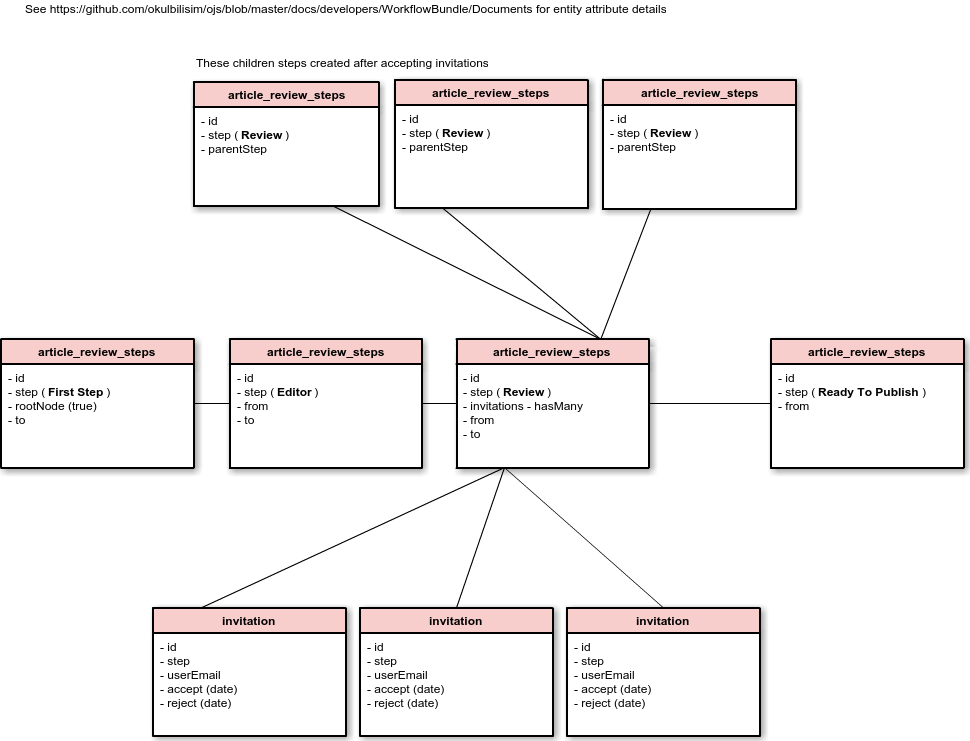 See https://github.com/okulbilisim/ojs/blob/master/docs/developers/WorkflowBundle/Documents for entity attribute details
These children steps created after accepting invitations
article_review_steps
- id
- step ( Review )
- parentStep
article_review_steps
- id
- step ( Review )
- parentStep
article_review_steps
- id
- step ( Review )
- parentStep
article_review_steps
- id
- step ( First Step )
- rootNode (true)
- to
article_review_steps
- id
- step ( Editor )
- from
- to
article_review_steps
- id
- step ( Review )
- invitations - hasMany
- from
- to
article_review_steps
- id
- step ( Ready To Publish )
- from
invitation
- id
- step
- userEmail
- accept (date)
- reject (date)
invitation
- id
- step
- userEmail
- accept (date)
- reject (date)
invitation
- id
- step
- userEmail
- accept (date)
- reject (date)